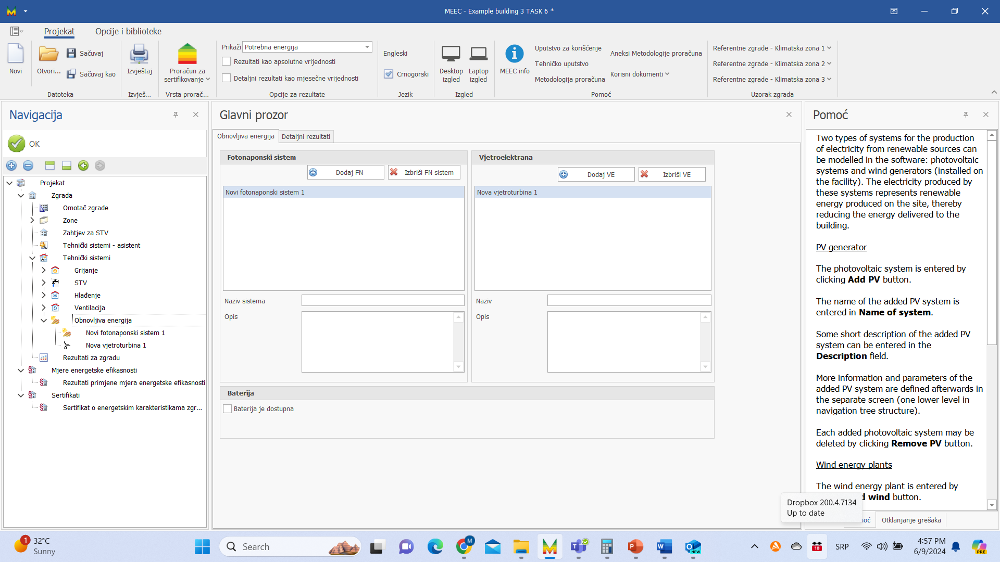 MEEC - Example building 3 TASK 6 *
Projekat
Opcije i biblioteke
Novi
Otvori...
Sačuvaj
Sačuvaj kao
Datoteka
Izvještaj
Izvješ...
Proračun za
sertifikovanje
Vrsta prorač...
Prikaži
Potrebna energija
Rezultati kao apsolutne vrijednosti
Detaljni rezultati kao mjesečne vrijednosti
Opcije za rezultate
Engleski
Crnogorski
Jezik
Desktop
izgled
Laptop
izgled
Izgled
MEEC info
Uputstvo za korišćenje
Tehničko uputstvo
Metodologija proračuna
Aneksi Metodologije proračuna
Korisni dokumenti
Pomoć
Referentne zgrade - Klimatska zona 1
Referentne zgrade - Klimatska zona 2
Referentne zgrade - Klimatska zona 3
Uzorak zgrada
Navigacija
OK
Projekat
Zgrada
Omotač zgrade
Zone
Zahtjev za STV
Tehnički sistemi - asistent
Tehnički sistemi
Grijanje
STV
Hlađenje
Ventilacija
Obnovljiva energija
Novi fotonaponski sistem 1
Nova vjetroturbina 1
Rezultati za zgradu
Mjere energetske efikasnosti
Rezultati primjene mjera energetske efikasnosti
Sertifikati
Sertifikat o energetskim karakteristikama zgr...
Glavni prozor
Obnovljiva energija
Detaljni rezultati
Fotonaponski sistem
Dodaj FN
Izbriši FN sistem
Novi fotonaponski sistem 1
Naziv sistema
Opis
Vjetroelektrana
Dodaj VE
Izbriši VE
Nova vjetroturbina 1
Naziv
Opis
Baterija
Baterija je dostupna
Pomoć
Two types of systems for the production
of electricity from renewable sources can
be modelled in the software: photovoltaic
systems and wind generators (installed on
the facility). The electricity produced by
these systems represents renewable
energy produced on the site, thereby
reducing the energy delivered to the
building.
PV generator
The photovoltaic system is entered by
clicking Add PV button.
The name of the added PV system is
entered in Name of system.
Some short description of the added PV
system can be entered in the
Description field.
More information and parameters of the
added PV system are defined afterwards in
the separate screen (one lower level in
navigation tree structure).
Each added photovoltaic system may be
deleted by clicking Remove PV button.
Wind energy plants
The wind energy plant is entered by
d wind button.
Dropbox 200.4.7134
Up to date
oć
Otklanjanje grešaka
1
32°C
Sunny
Search
M
NEW
10
SRP
4:57 PM
6/9/2024
PRE